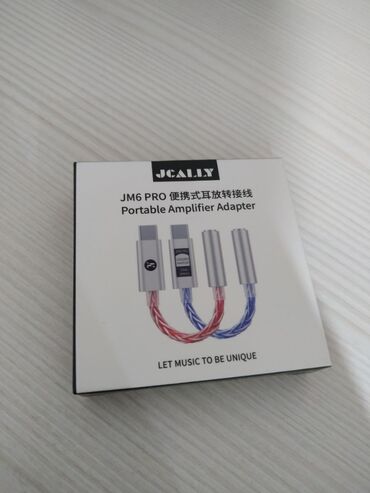 JCALLY
JM6 PRO 便携式耳放转接线
Portable Amplifier Adapter
LET MUSIC TO BE UNIQUE